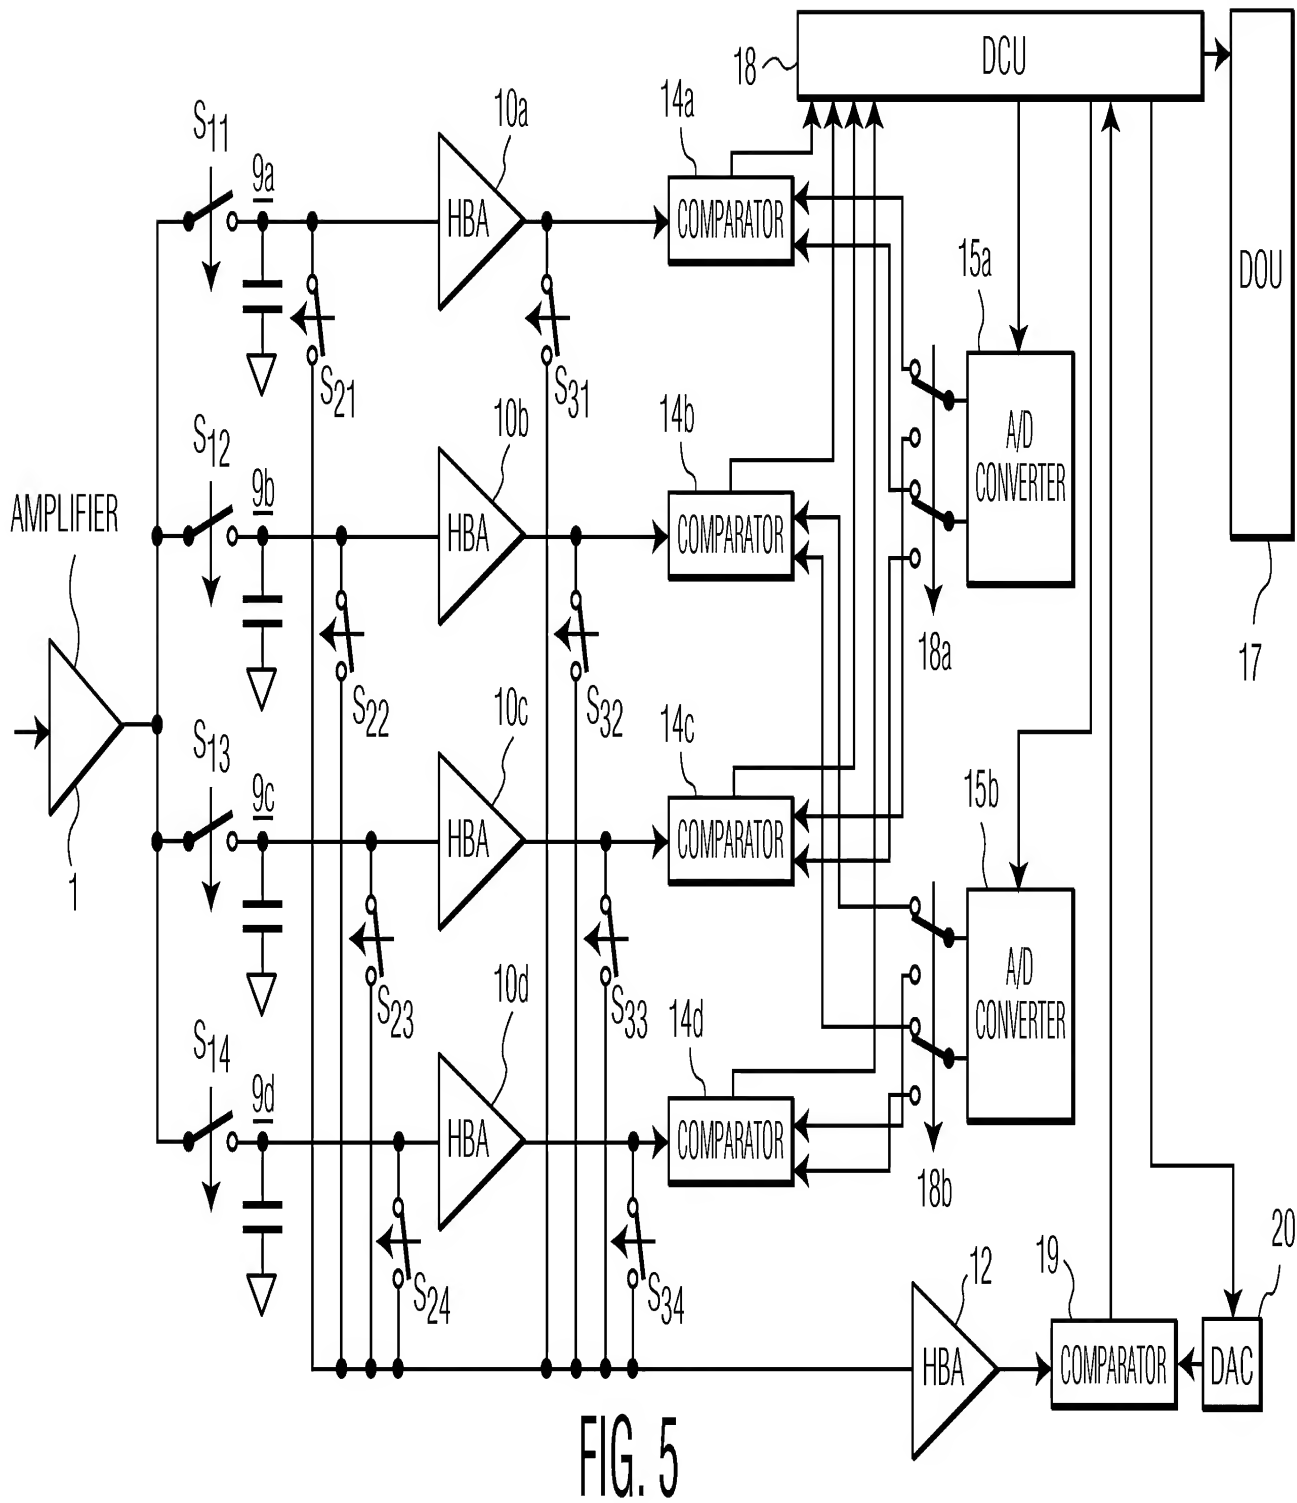 18
DCU
14a
10a
S11
9a
HBA
COMPARATOR
15a
DOU
S21
S31
14b
10b
S12
A/D
CONVERTER
9b
AMPLIFIER
HBA
COMPARATOR
18a
17
S22
S32
10c
14c
S13
15b
9c
HBA
COMPARATOR
1
A/D
CONVERTER
10d
S23
S33
14d
S14
9d
HBA
COMPARATOR
18b
20
19
12
S24
S34
HBA
COMPARATOR
DAC
FIG. 5